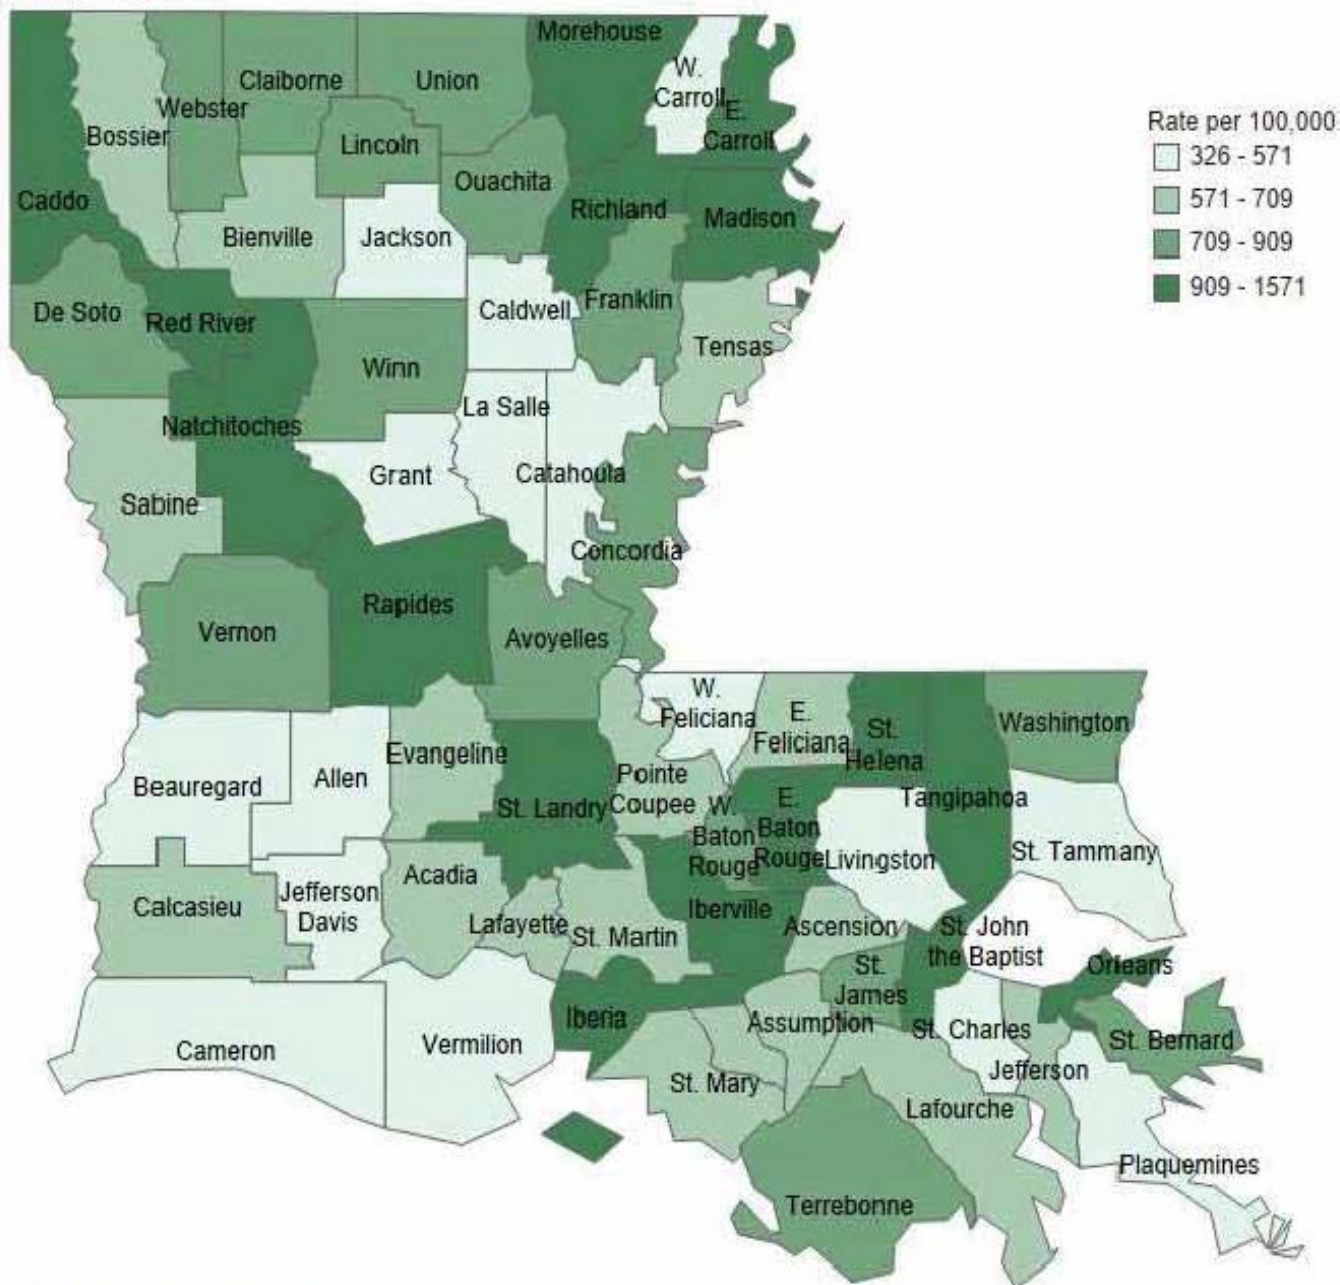 Morehouse
W.
Carroll
E.
Carroll
Claiborne
Union
Webster
Bossier
Lincoln
Ouachita
Caddo
Richland
Madison
Bienville
Jackson
De Soto
Red River
Caldwell
Franklin
Winn
Tensas
Natchitoches
La Salle
Grant
Catahoula
Sabine
Concordia
Rapides
Vernon
Avoyelles
W.
Feliciana
E.
Feliciana
St.
Helena
Washington
Evangeline
Beauregard
Allen
Pointe
Coupee
St. Landry
W.
Baton
Rouge
E.
Baton
Rouge
Tangipahoa
Livingston
St. Tammany
Acadia
Jefferson
Davis
Calcasieu
Lafayette
St. Martin
Iberville
Ascension
St. John
the Baptist
Orleans
St.
James
Iberia
Assumption
St. Charles
St. Bernard
Cameron
Vermilion
St. Mary
Jefferson
Lafourche
Plaquemines
Terrebonne
Rate per 100,000
326 - 571
571 - 709
709 - 909
909 - 1571